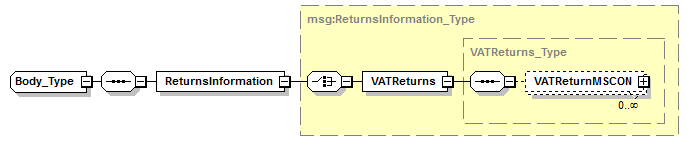 msg:ReturnsInformation_Type
VATReturns_Type
Body_Type
ReturnsInformation
VATReturns
VATReturnMSCON
0..∞